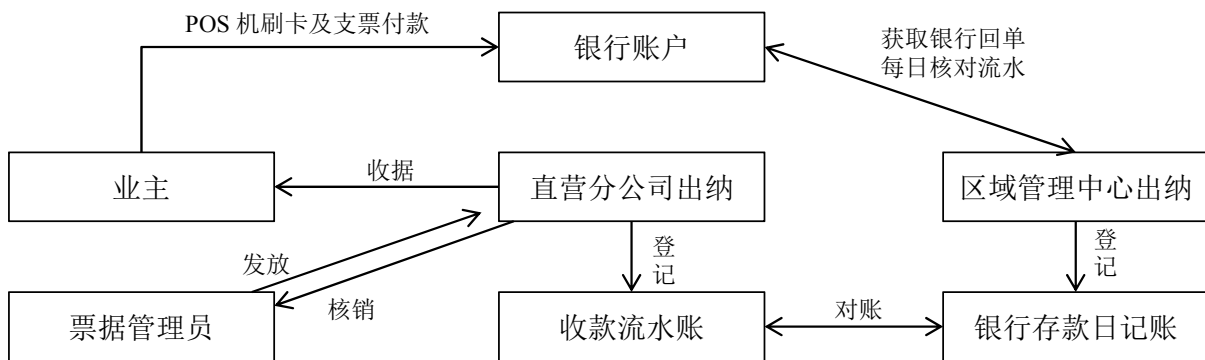 POS 机刷卡及支票付款
银行账户
获取银行回单
每日核对流水
业主
收据
直营分公司出纳
区域管理中心出纳
发放
核销
登
记
登
记
票据管理员
收款流水账
对账
银行存款日记账